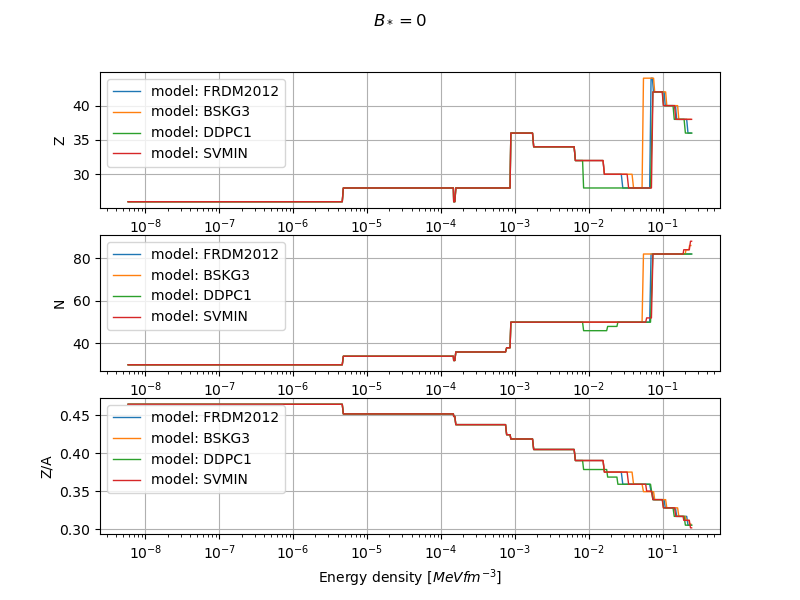 B* = 0
40
35
30
Z
model: FRDM2012
model: BSKG3
model: DDPC1
model: SVMIN
10⁻⁸ 10⁻⁷ 10⁻⁶ 10⁻⁵ 10⁻⁴ 10⁻³ 10⁻² 10⁻¹
80
60
40
N
model: FRDM2012
model: BSKG3
model: DDPC1
model: SVMIN
10⁻⁸ 10⁻⁷ 10⁻⁶ 10⁻⁵ 10⁻⁴ 10⁻³ 10⁻² 10⁻¹
0.45
0.40
0.35
0.30
Z/A
model: FRDM2012
model: BSKG3
model: DDPC1
model: SVMIN
10⁻⁸ 10⁻⁷ 10⁻⁶ 10⁻⁵ 10⁻⁴ 10⁻³ 10⁻² 10⁻¹
Energy density [MeVfm⁻³]